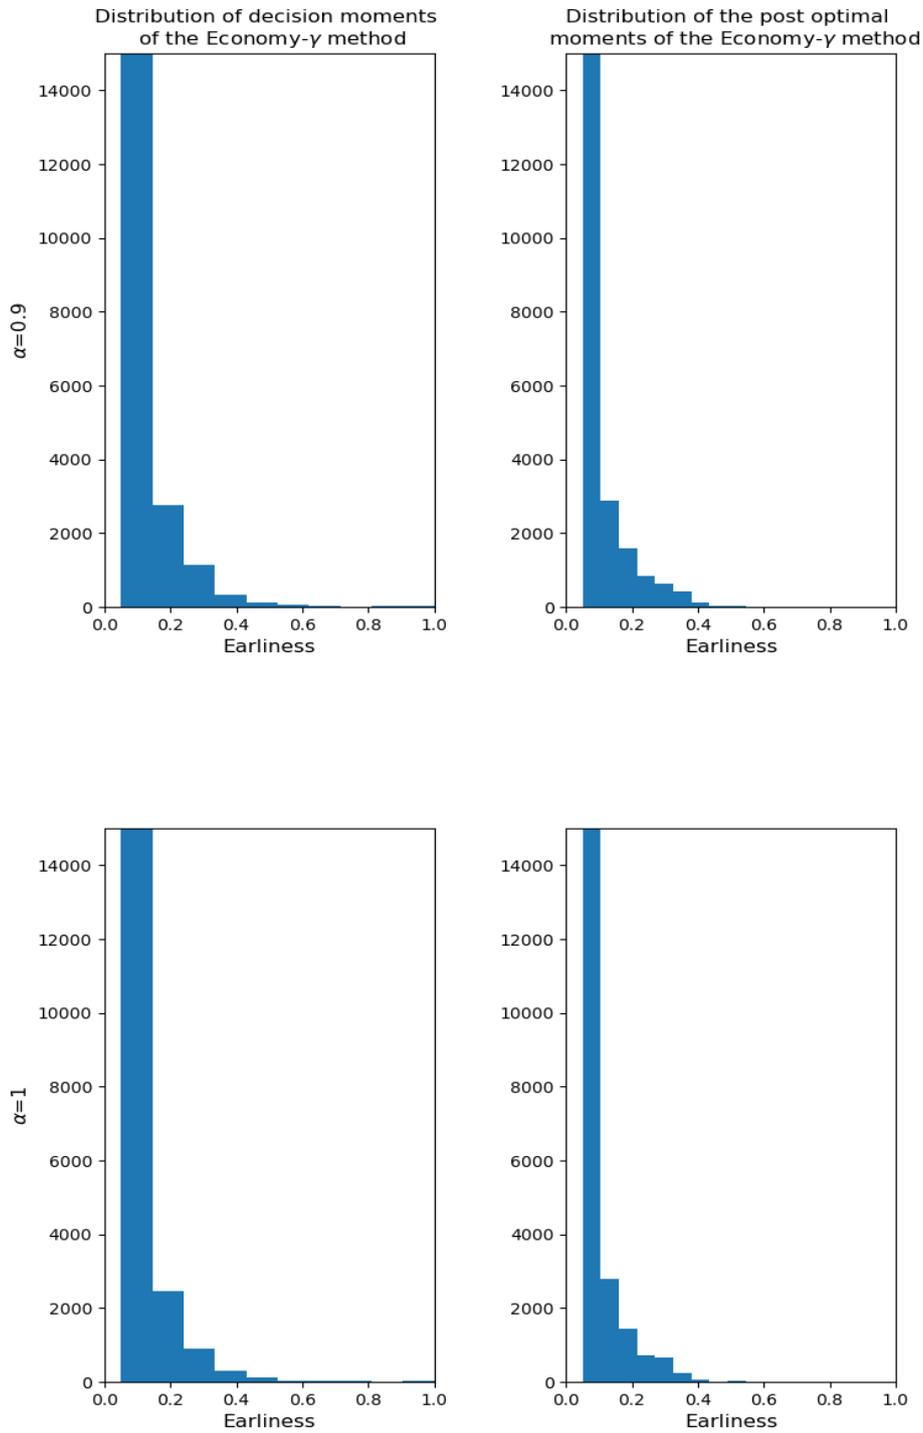 Distribution of decision moments
of the Economy-γ method
Distribution of the post optimal
moments of the Economy-γ method
14000
12000
10000
8000
6000
4000
2000
0
α=0.9
0.0 0.2 0.4 0.6 0.8 1.0
Earliness
14000
12000
10000
8000
6000
4000
2000
0
0.0 0.2 0.4 0.6 0.8 1.0
Earliness
14000
12000
10000
8000
6000
4000
2000
0
α=1
0.0 0.2 0.4 0.6 0.8 1.0
Earliness
14000
12000
10000
8000
6000
4000
2000
0
0.0 0.2 0.4 0.6 0.8 1.0
Earliness